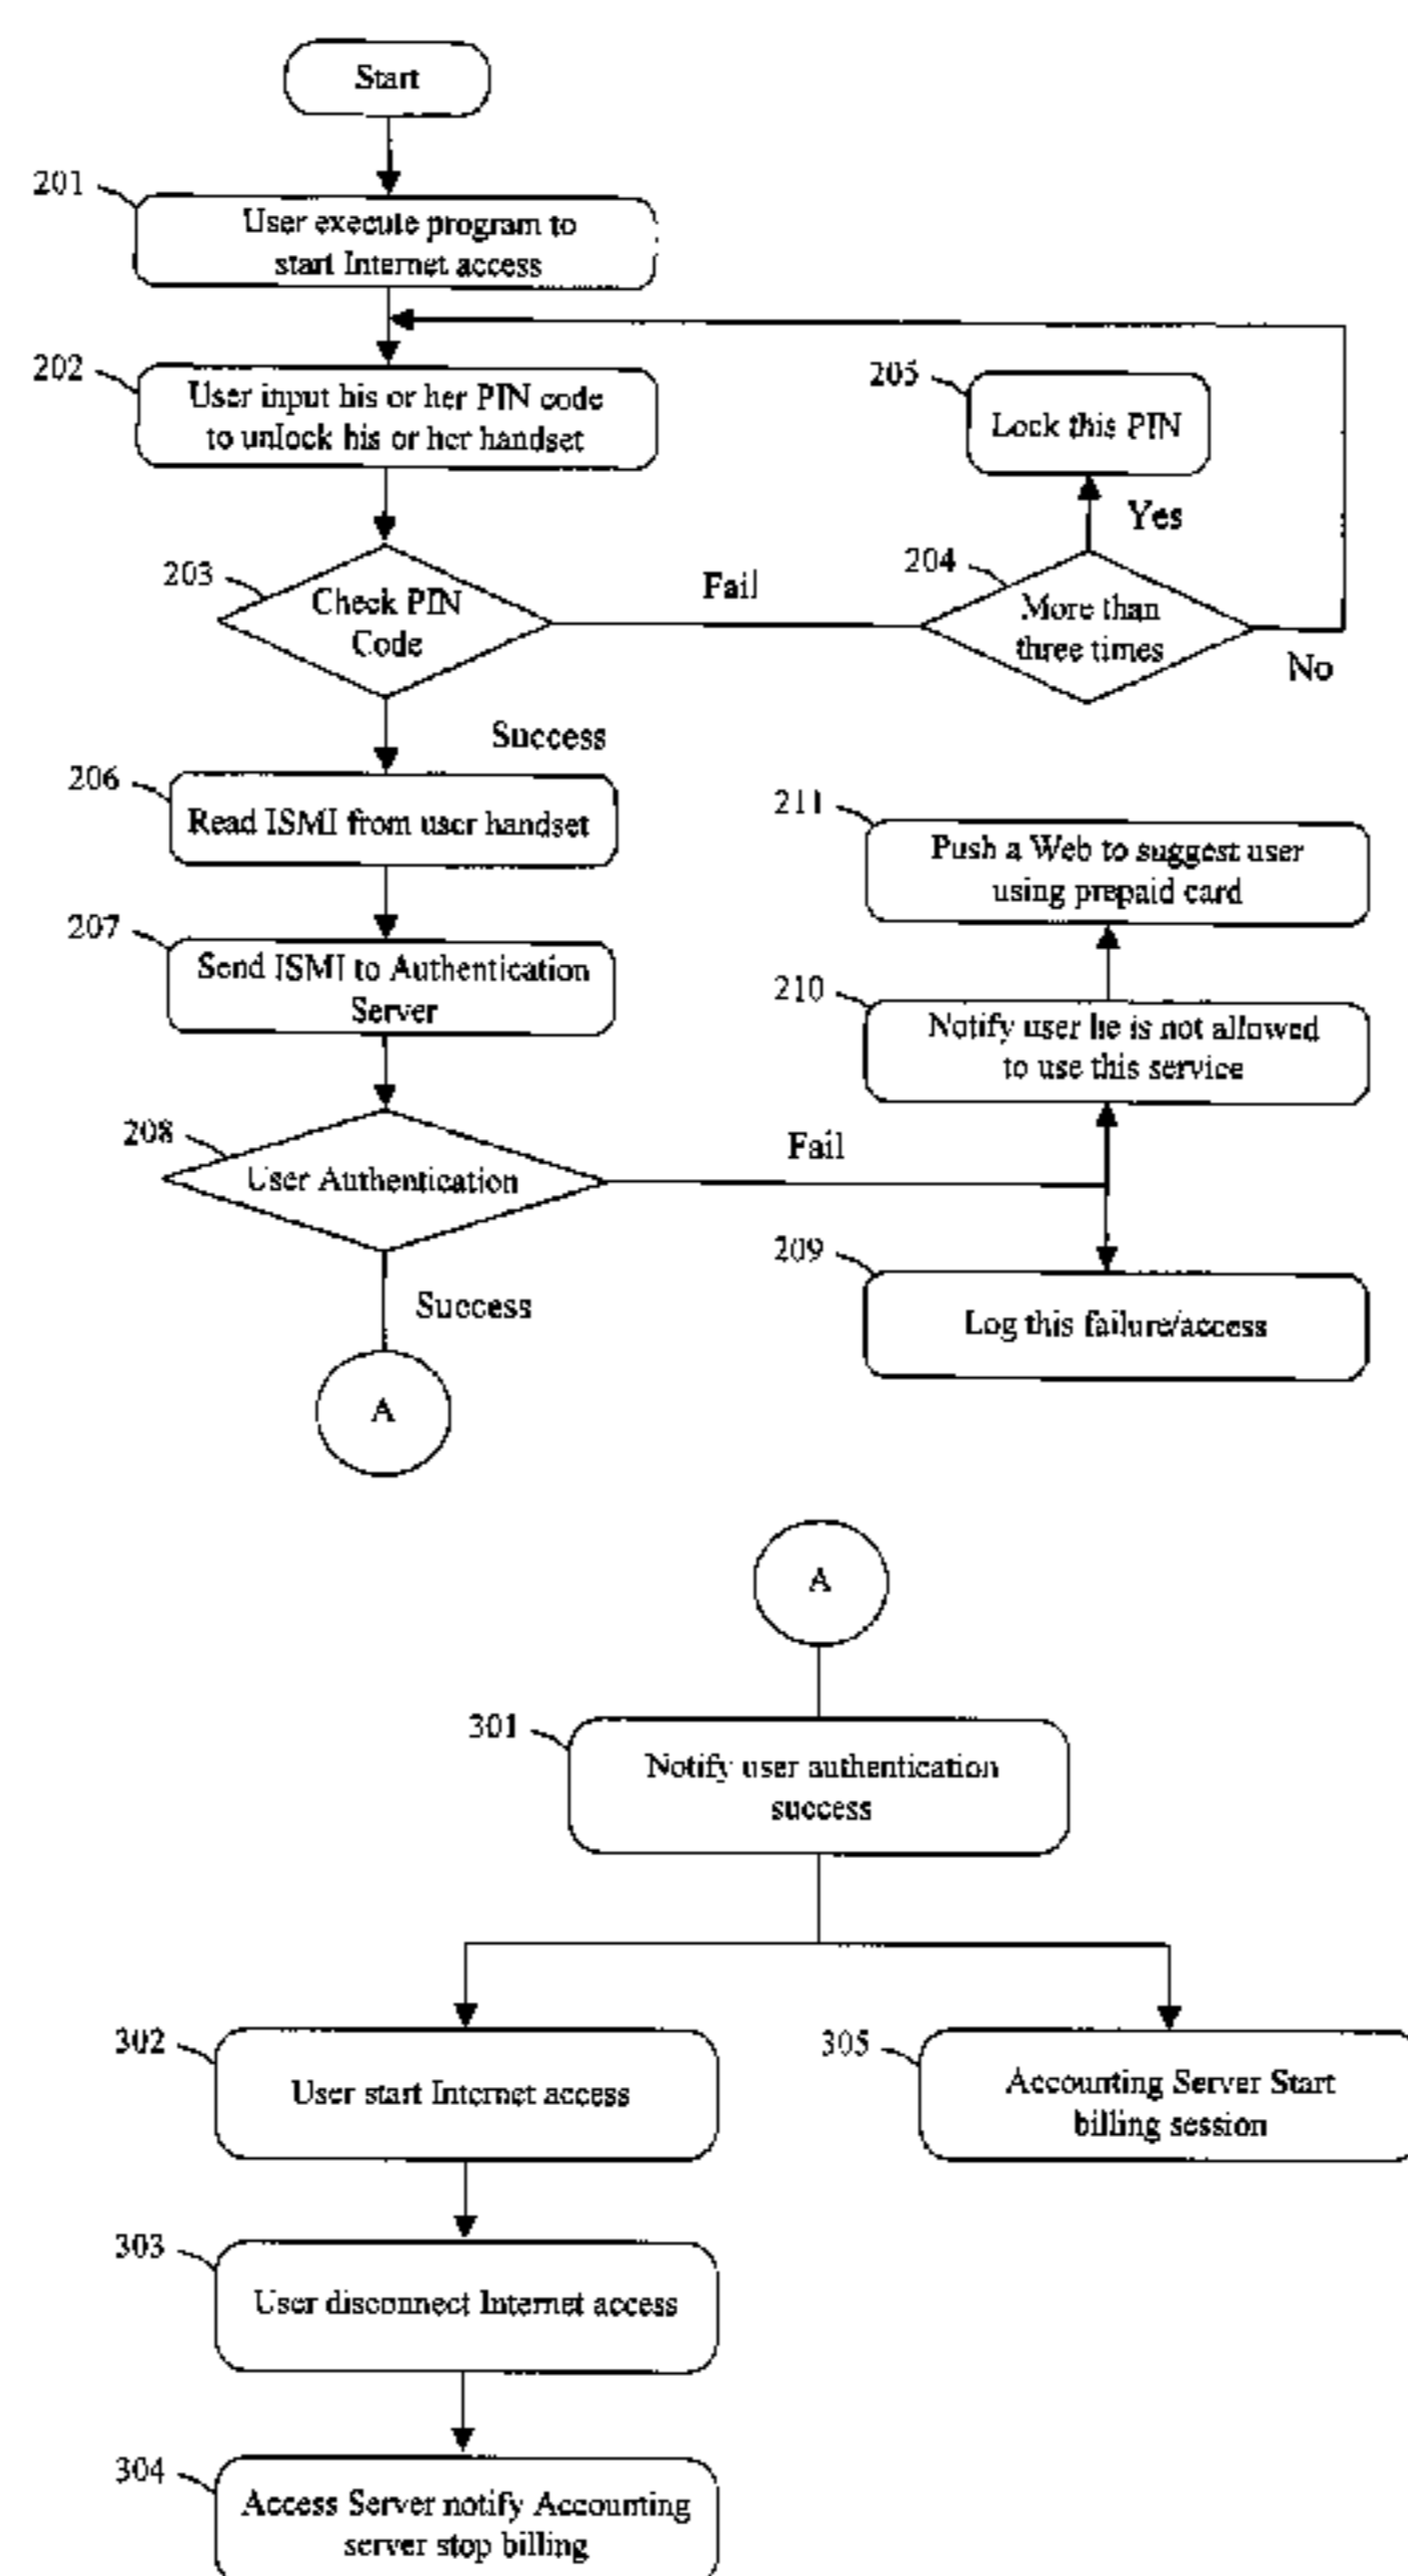 Start
201
User execute program to
start Internet access
202
User input his or her PIN code
to unlock his or her handset
205
Lock this PIN
Yes
203
Check PIN
Code
Fail
204
More than
three times
No
Success
206
Read ISMI from user handset
211
Push a Web to suggest user
using prepaid card
207
Send ISMI to Authentication
Server
210
Notify user he is not allowed
to use this service
208
User Authentication
Fail
209
Log this failure/access
Success
A
A
301
Notify user authentication
success
302
User start Internet access
305
Accounting Server Start
billing session
303
User disconnect Internet access
304
Access Server notify Accounting
server stop billing